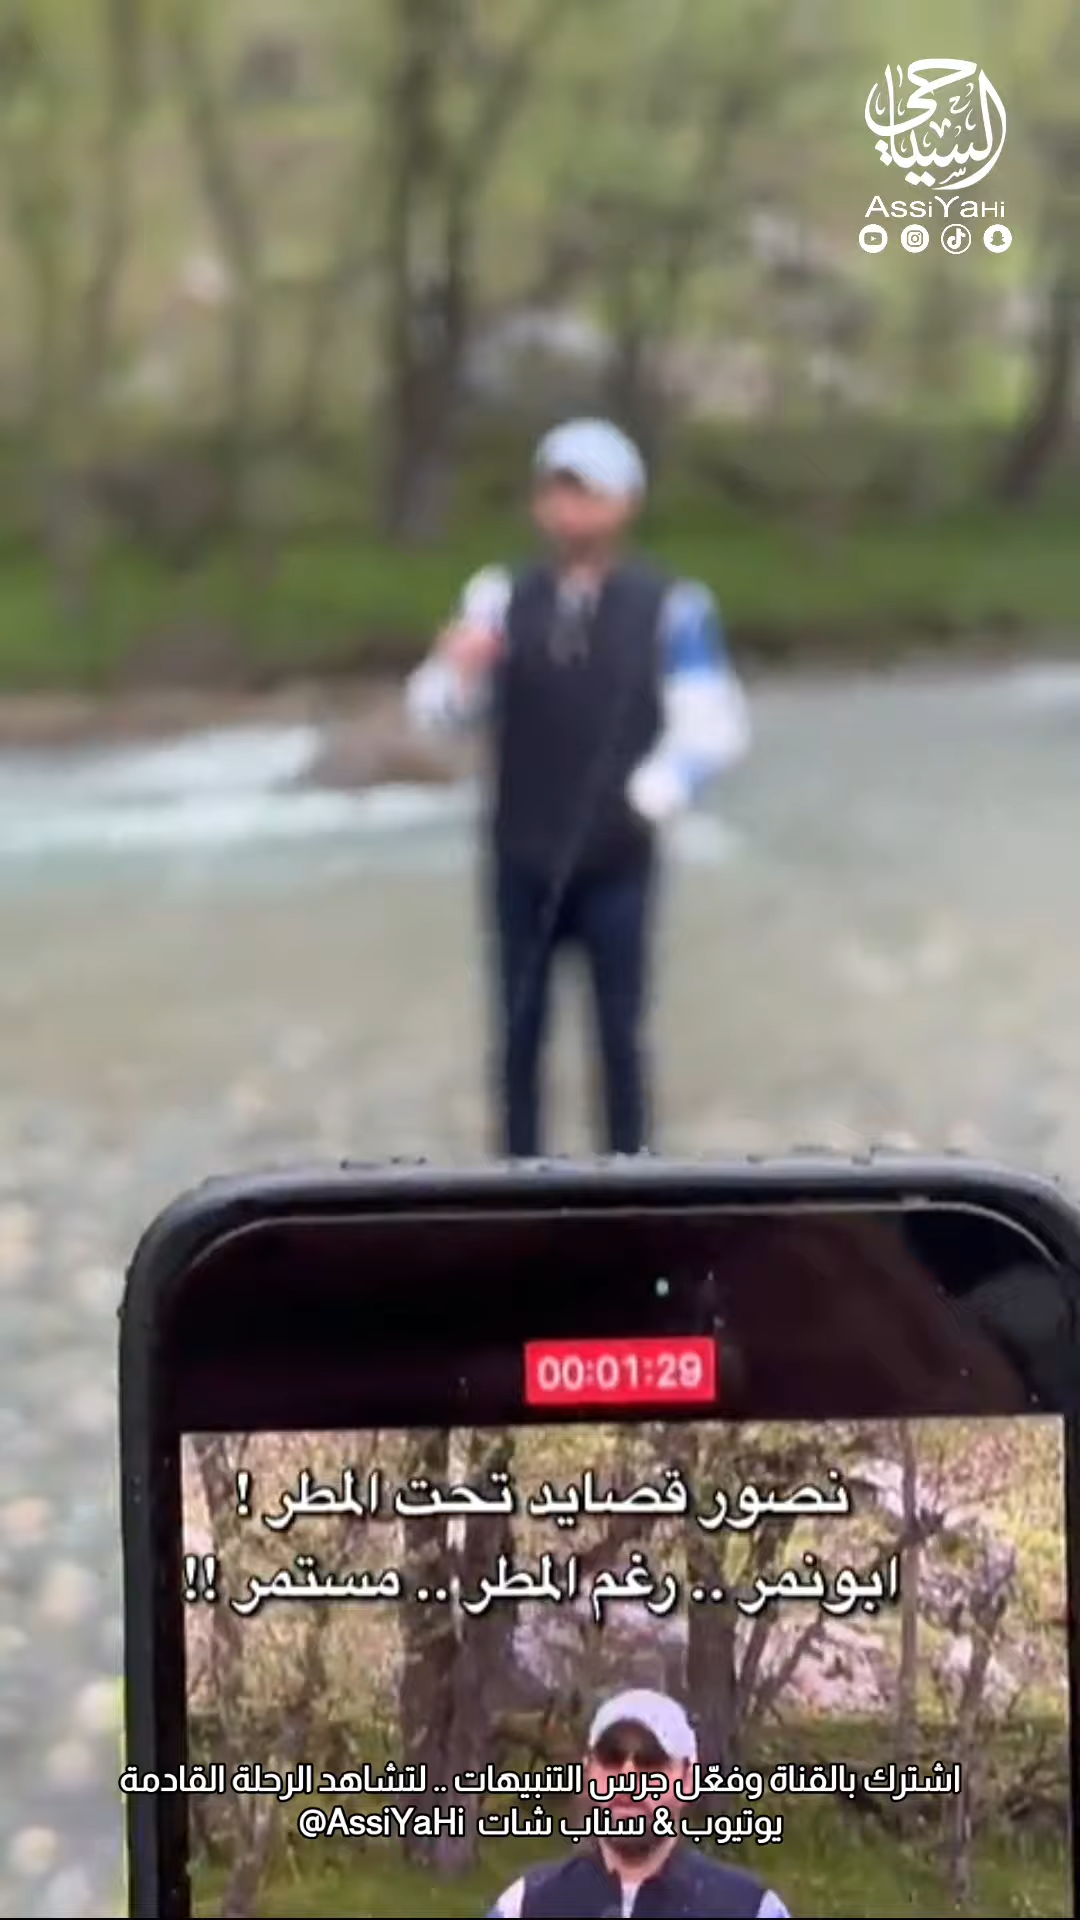 السياحي
AssiYaHi
00:01:29
نصور قصايد تحت المطر !
ابونمر .. رغم المطر .. مستمر !!
اشترك بالقناة وفعّل جرس التنبيهات .. لتشاهد الرحلة القادمة
يوتيوب & سناب شات AssiYaHi@